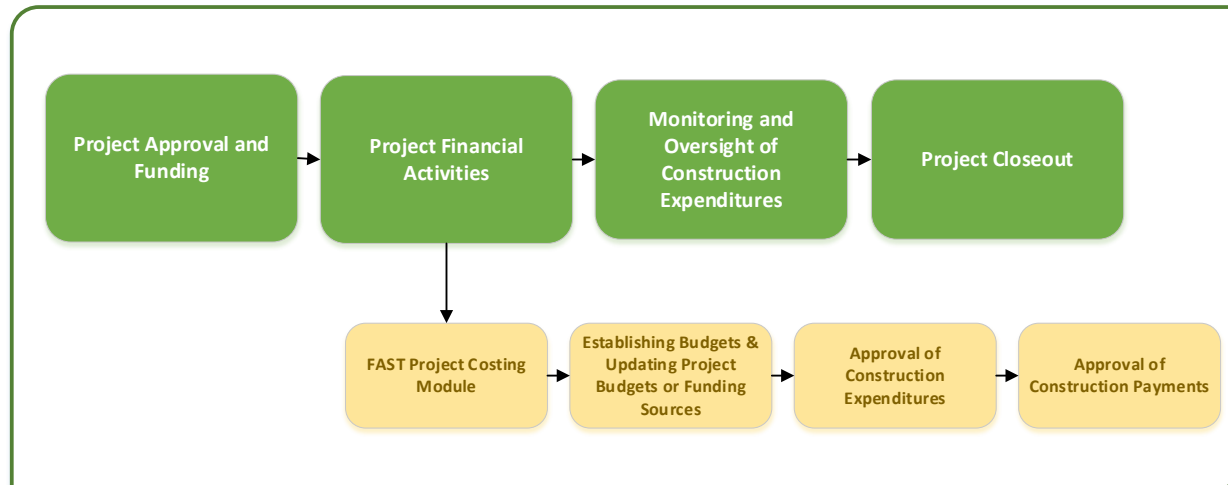 Project Approval and
Funding
Project Financial
Activities
Monitoring and
Oversight of
Construction
Expenditures
Project Closeout
FAST Project Costing
Module
Establishing Budgets &
Updating Project
Budgets or Funding
Sources
Approval of
Construction
Expenditures
Approval of
Construction Payments